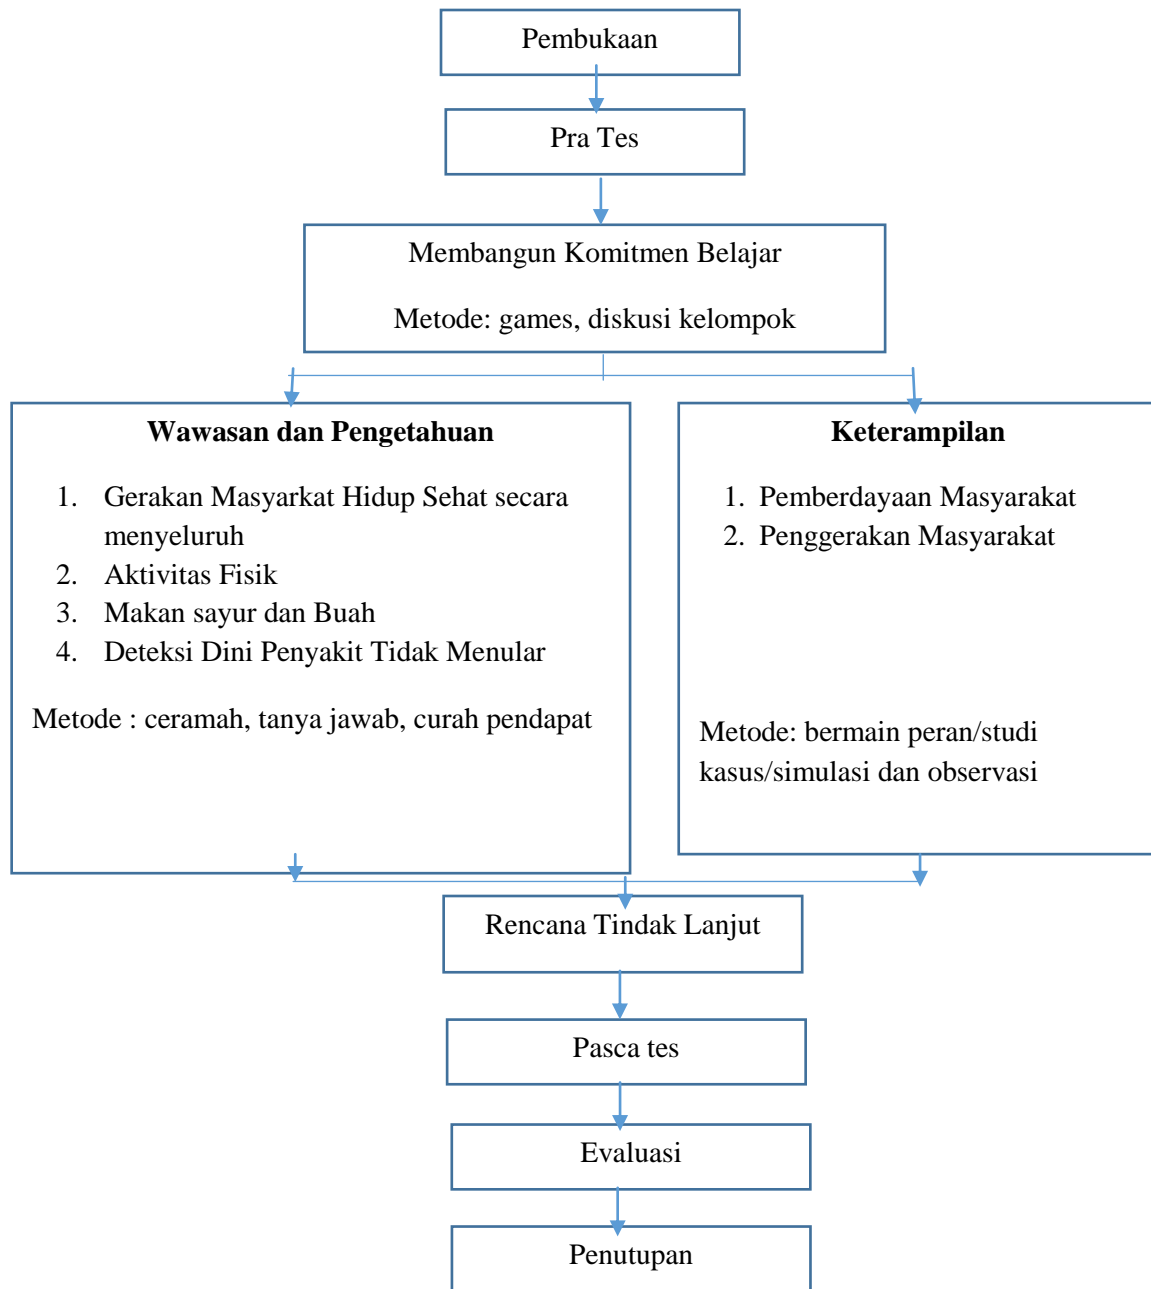 Pembukaan
Pra Tes
Membangun Komitmen Belajar
Metode: games, diskusi kelompok
Wawasan dan Pengetahuan
1. Gerakan Masyarkat Hidup Sehat secara
menyeluruh
2. Aktivitas Fisik
3. Makan sayur dan Buah
4. Deteksi Dini Penyakit Tidak Menular
Metode : ceramah, tanya jawab, curah pendapat
Keterampilan
1. Pemberdayaan Masyarakat
2. Penggerakan Masyarakat
Metode: bermain peran/studi
kasus/simulasi dan observasi
Rencana Tindak Lanjut
Pasca tes
Evaluasi
Penutupan